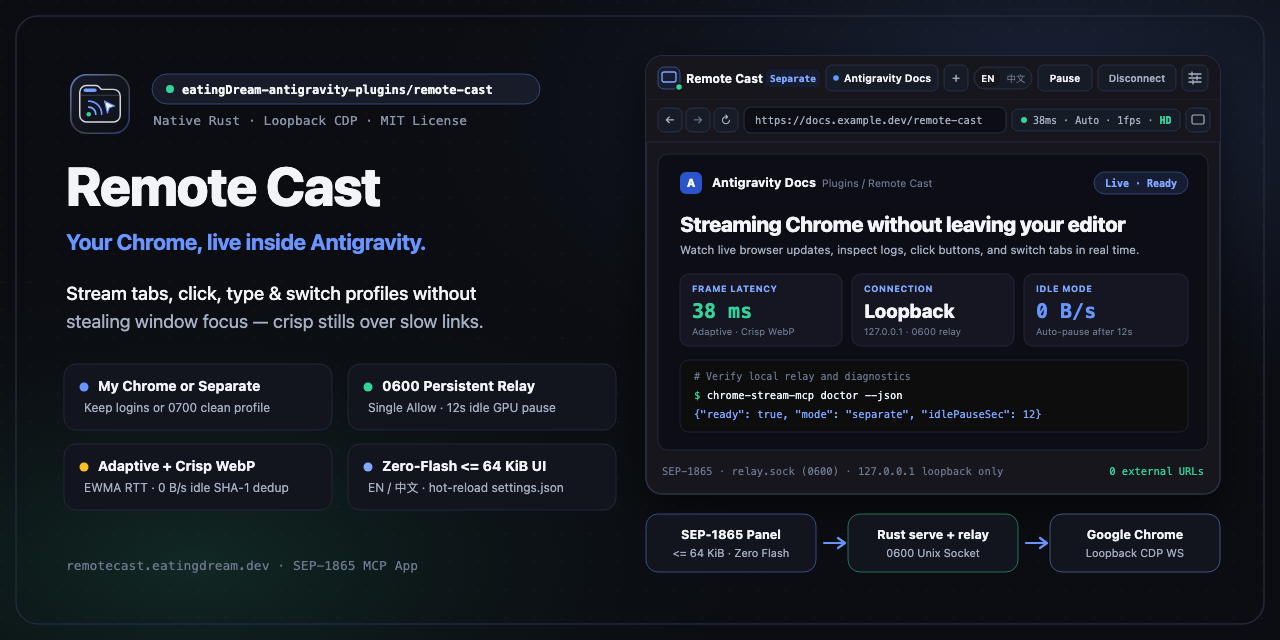 eatingDream-antigravity-plugins/remote-cast
Native Rust · Loopback CDP · MIT License
Remote Cast
Your Chrome, live inside Antigravity.
Stream tabs, click, type & switch profiles without
stealing window focus — crisp stills over slow links.
My Chrome or Separate
Keep logins or 0700 clean profile
0600 Persistent Relay
Single Allow · 12s idle GPU pause
Adaptive + Crisp WebP
EWMA RTT · 0 B/s idle SHA-1 dedup
Zero-Flash <= 64 KiB UI
EN / 中文 · hot-reload settings.json
remotecast.eatingdream.dev · SEP-1865 MCP App
Remote Cast Separate Antigravity Docs + EN 中文 Pause Disconnect
https://docs.example.dev/remote-cast 38ms · Auto · 1fps · HD
A Antigravity Docs Plugins / Remote Cast Live · Ready
Streaming Chrome without leaving your editor
Watch live browser updates, inspect logs, click buttons, and switch tabs in real time.
FRAME LATENCY
38 ms
Adaptive · Crisp WebP
CONNECTION
Loopback
127.0.0.1 · 0600 relay
IDLE MODE
0 B/s
Auto-pause after 12s
# Verify local relay and diagnostics
$ chrome-stream-mcp doctor --json
{"ready": true, "mode": "separate", "idlePauseSec": 12}
SEP-1865 · relay.sock (0600) · 127.0.0.1 loopback only 0 external URLs
SEP-1865 Panel
<= 64 KiB · Zero Flash
Rust serve + relay
0600 Unix Socket
Google Chrome
Loopback CDP WS